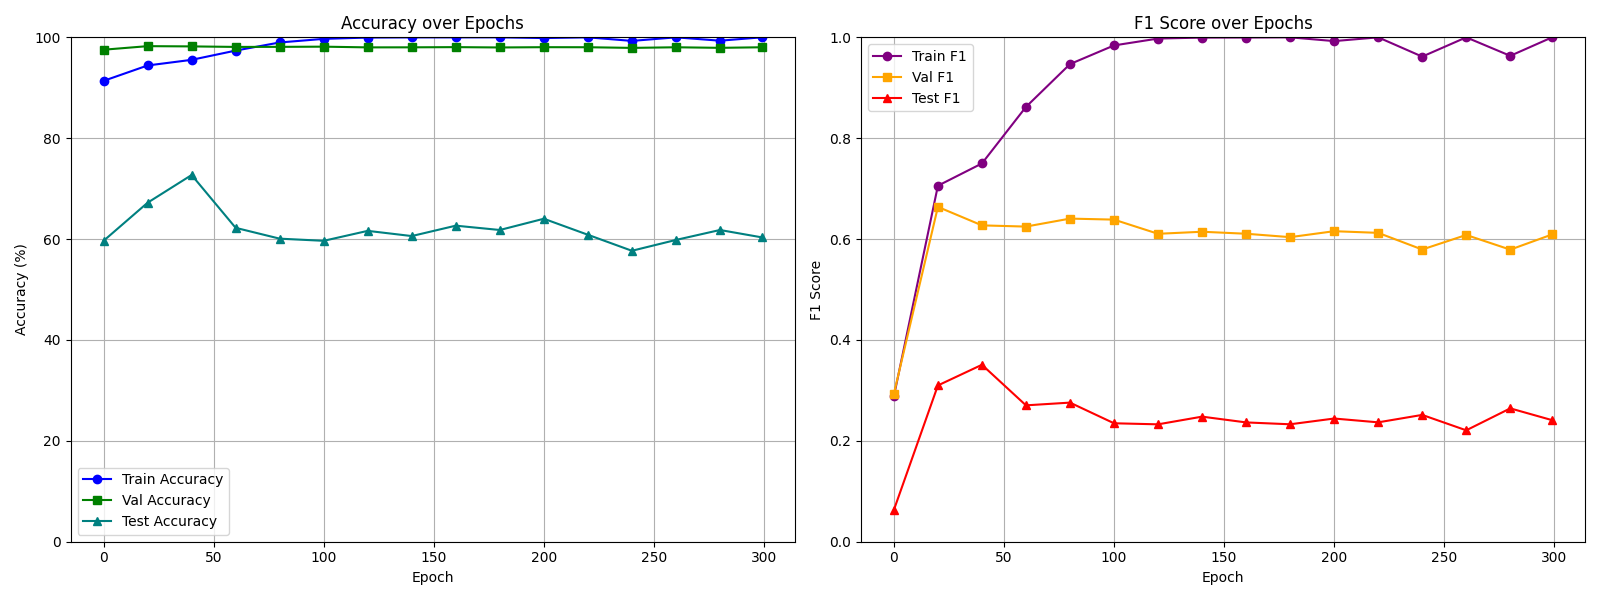 Accuracy over Epochs
100
80
60
40
20
0
Accuracy (%)
Train Accuracy
Val Accuracy
Test Accuracy
0 50 100 150 200 250 300
Epoch
F1 Score over Epochs
1.0
0.8
0.6
0.4
0.2
0.0
F1 Score
Train F1
Val F1
Test F1
0 50 100 150 200 250 300
Epoch